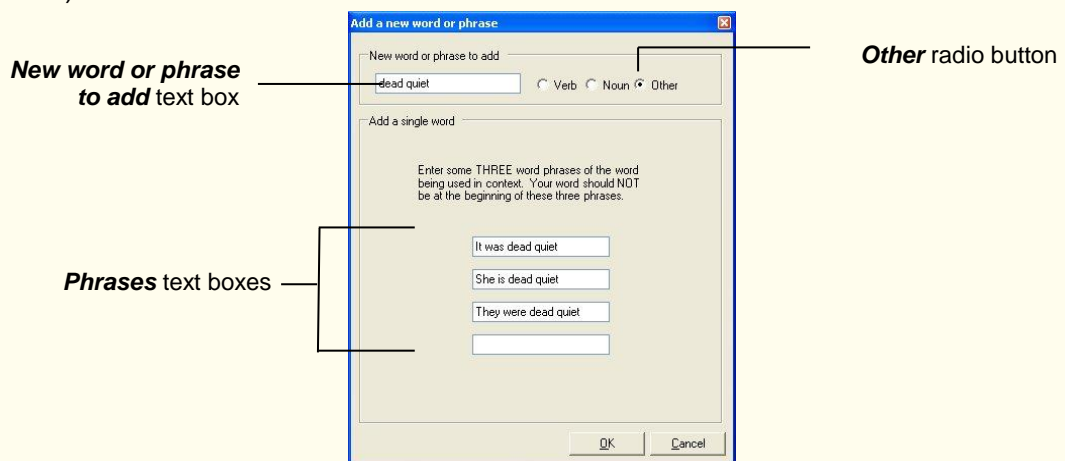 Add a new word or phrase
New word or phrase to add
Other radio button
New word or phrase
to add text box
dead quiet Verb Noun Other
Add a single word
Enter some THREE word phrases of the word
being used in context. Your word should NOT
be at the beginning of these three phrases.
It was dead quiet
Phrases text boxes
She is dead quiet
They were dead quiet
OK Cancel